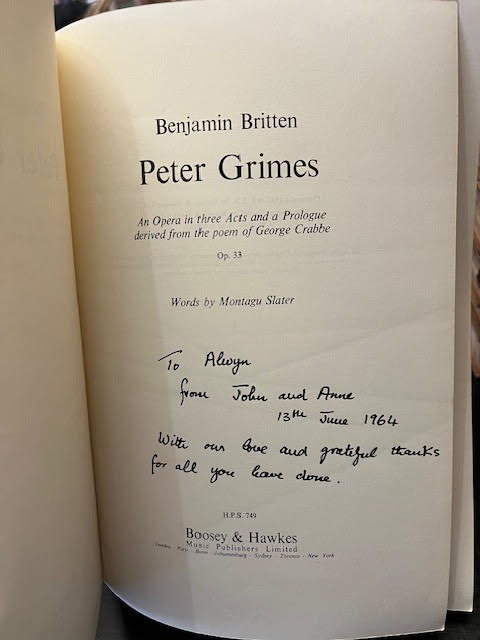 Benjamin Britten
Peter Grimes
An Opera in three Acts and a Prologue
derived from the poem of George Crabbe
Op. 33
Words by Montagu Slater
To Alwyn
from John and Anne
13th June 1964
With our love and grateful thanks
for all you have done.
H.P.S. 749
Boosey & Hawkes
Music Publishers Limited
London · Paris · Bonn · Johannesburg · Sydney · Toronto · New York